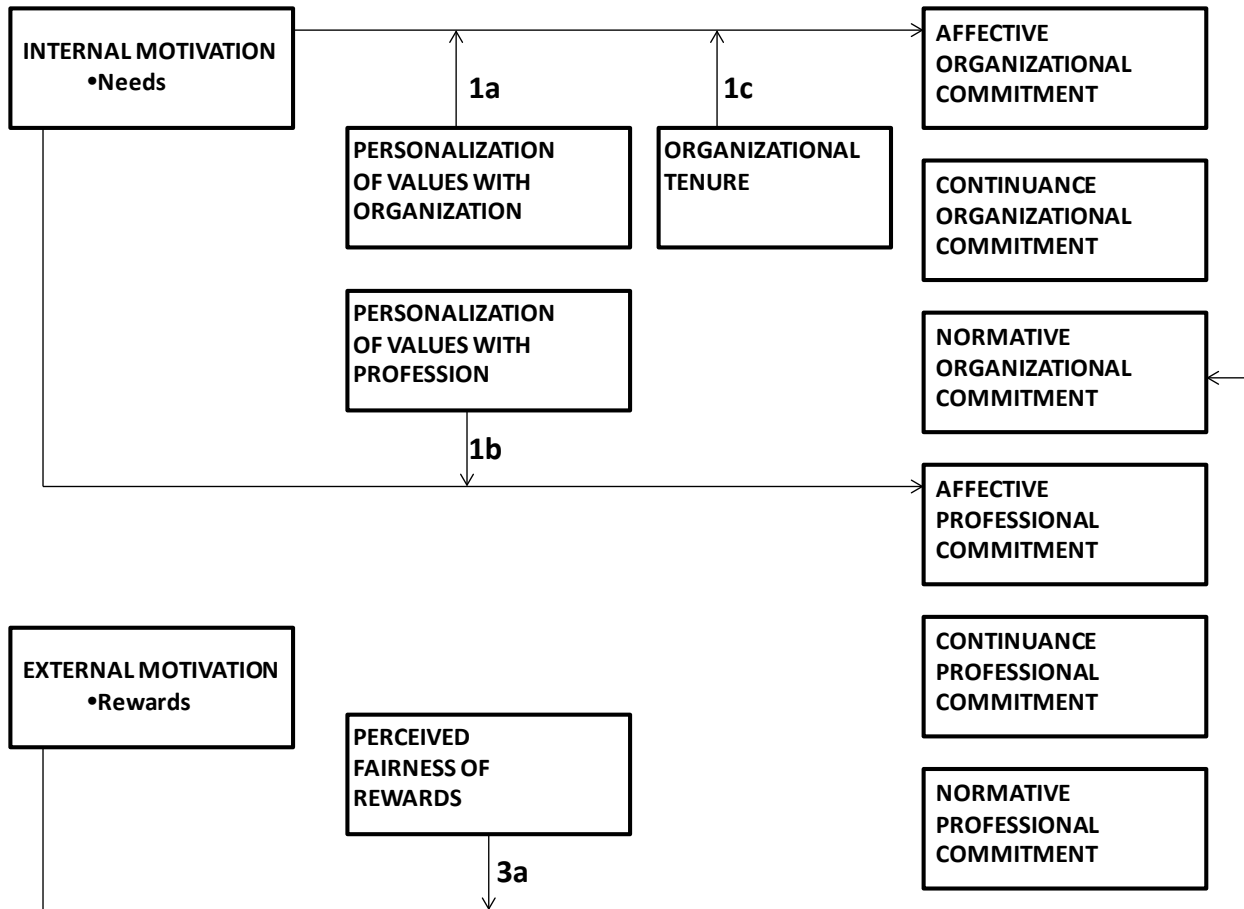 INTERNAL MOTIVATION
•Needs
1a
1c
AFFECTIVE
ORGANIZATIONAL
COMMITMENT
PERSONALIZATION
OF VALUES WITH
ORGANIZATION
ORGANIZATIONAL
TENURE
CONTINUANCE
ORGANIZATIONAL
COMMITMENT
PERSONALIZATION
OF VALUES WITH
PROFESSION
1b
NORMATIVE
ORGANIZATIONAL
COMMITMENT
AFFECTIVE
PROFESSIONAL
COMMITMENT
EXTERNAL MOTIVATION
•Rewards
CONTINUANCE
PROFESSIONAL
COMMITMENT
PERCEIVED
FAIRNESS OF
REWARDS
3a
NORMATIVE
PROFESSIONAL
COMMITMENT